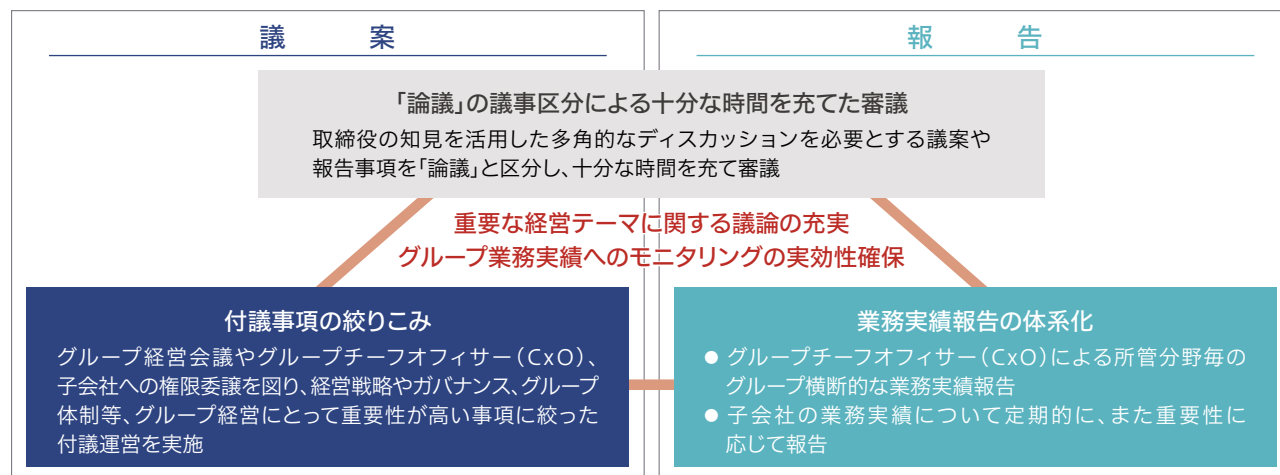 議案
報告
「論議」の議事区分による十分な時間を充てた審議
取締役の知見を活用した多角的なディスカッションを必要とする議案や
報告事項を「論議」と区分し、十分な時間を充て審議
重要な経営テーマに関する議論の充実
グループ業務実績へのモニタリングの実効性確保
付議事項の絞りこみ
グループ経営会議やグループチーフオフィサー（CxO）、
子会社への権限委譲を図り、経営戦略やガバナンス、グループ
体制等、グループ経営にとって重要性が高い事項に絞った
付議運営を実施
業務実績報告の体系化
● グループチーフオフィサー（CxO）による所管分野毎の
グループ横断的な業務実績報告
● 子会社の業務実績について定期的に、また重要性に
応じて報告